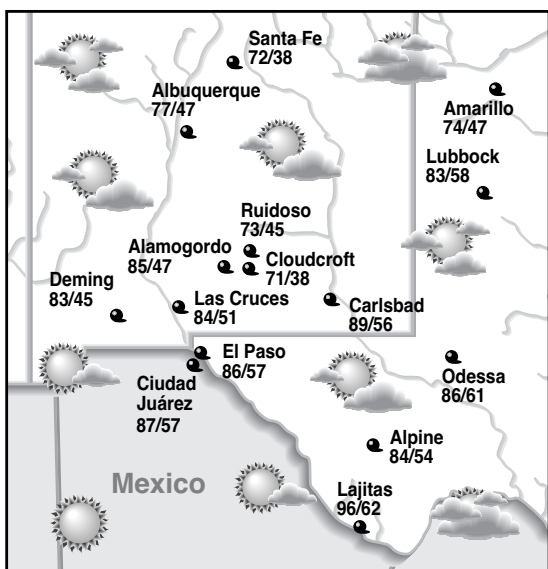 Santa Fe
72/38
Albuquerque
77/47
Amarillo
74/47
Lubbock
83/58
Ruidoso
73/45
Alamogordo
85/47
Cloudcroft
71/38
Deming
83/45
Las Cruces
84/51
Carlsbad
89/56
El Paso
86/57
Ciudad
Juárez
87/57
Odessa
86/61
Alpine
84/54
Mexico
Lajitas
96/62